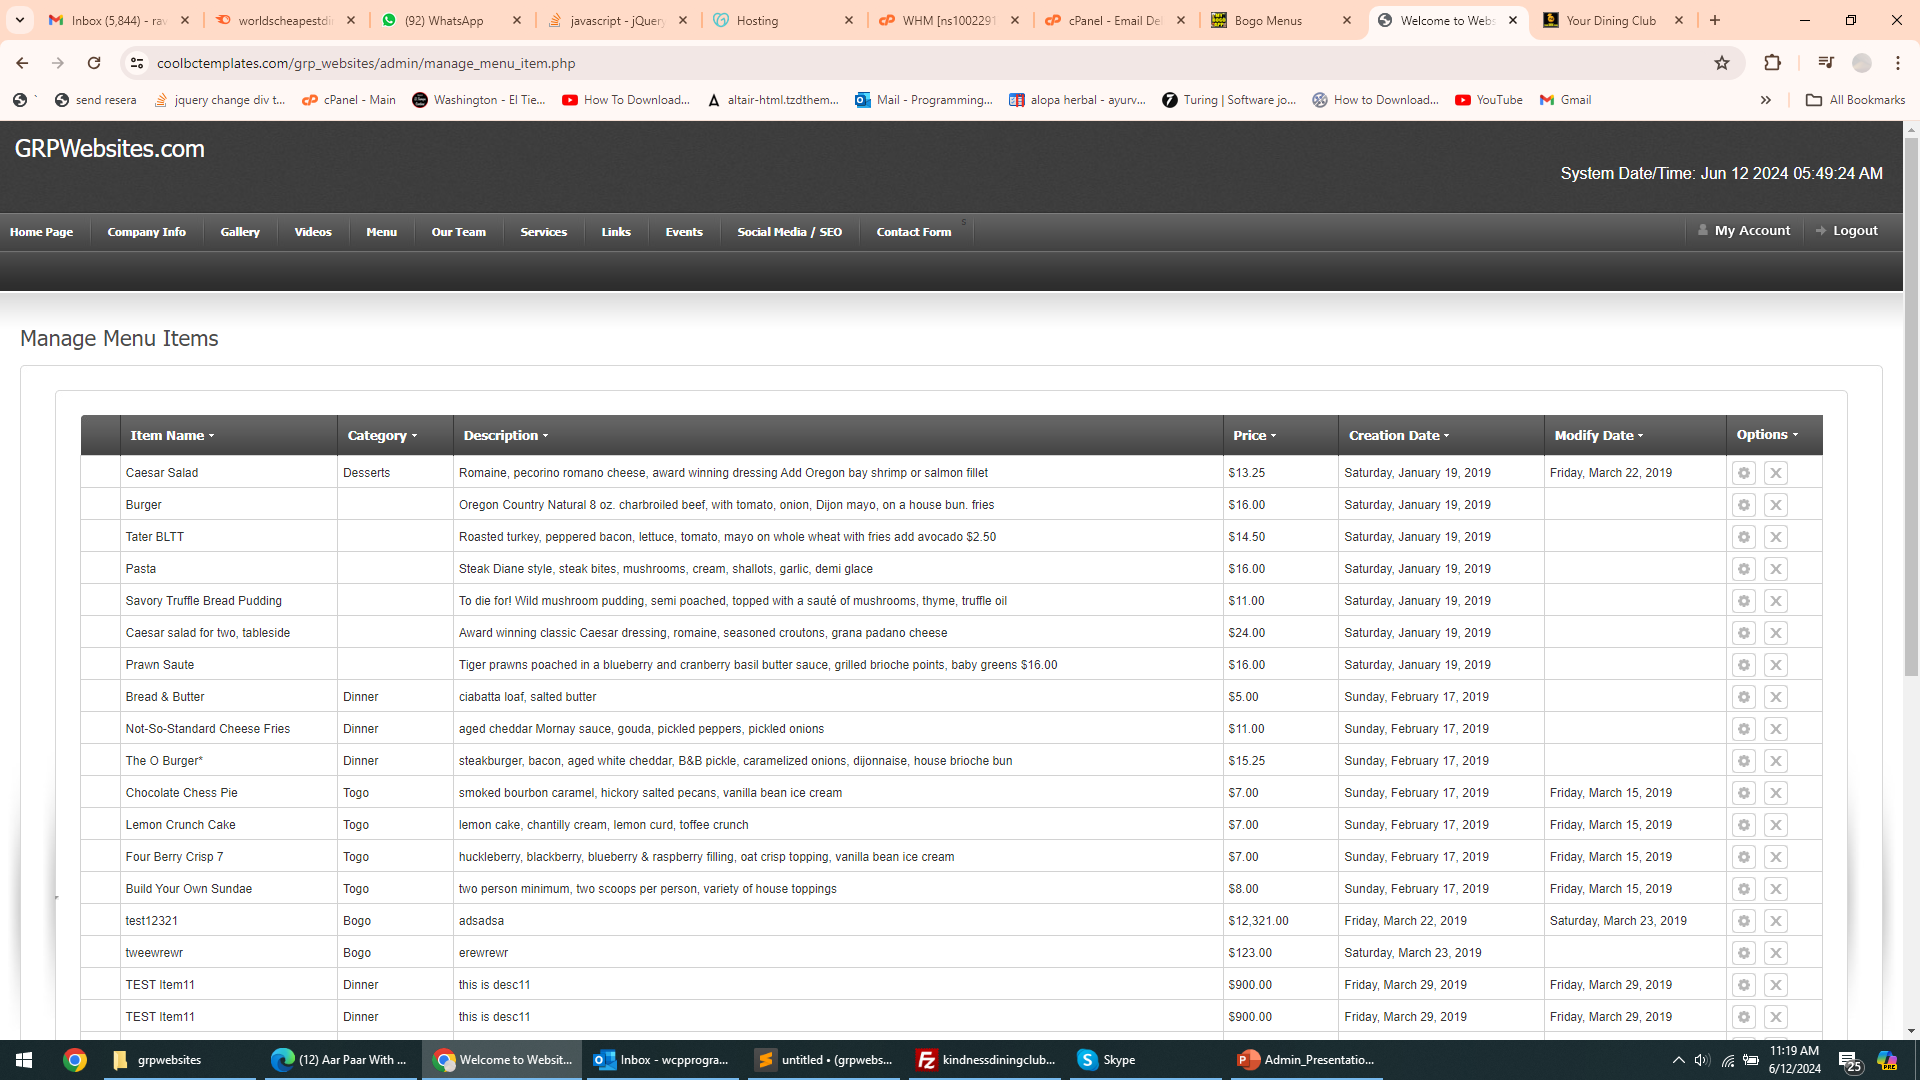 Inbox (5,844) - rav
worldscheapestdi
(92) WhatsApp
javascript - jQuery
Hosting
WHM [ns1002291
cPanel - Email Del
Bogo Menus
Welcome to Webs
Your Dining Club
coolbctemplates.com/grp_websites/admin/manage_menu_item.php
send resera
jquery change div t...
cPanel - Main
Washington - El Tie...
How To Download...
altair-html.tzdthem...
Mail - Programming...
alopa herbal - ayurv...
Turing | Software jo...
How to Download...
YouTube
Gmail
All Bookmarks
GRPWebsites.com
System Date/Time: Jun 12 2024 05:49:24 AM
Home Page Company Info Gallery Videos Menu Our Team Services Links Events Social Media / SEO Contact Form s My Account Logout
Manage Menu Items
Item Name Category Description Price Creation Date Modify Date Options
Caesar Salad Desserts Romaine, pecorino romano cheese, award winning dressing Add Oregon bay shrimp or salmon fillet $13.25 Saturday, January 19, 2019 Friday, March 22, 2019
Burger Oregon Country Natural 8 oz. charbroiled beef, with tomato, onion, Dijon mayo, on a house bun. fries $16.00 Saturday, January 19, 2019
Tater BLTT Roasted turkey, peppered bacon, lettuce, tomato, mayo on whole wheat with fries add avocado $2.50 $14.50 Saturday, January 19, 2019
Pasta Steak Diane style, steak bites, mushrooms, cream, shallots, garlic, demi glace $16.00 Saturday, January 19, 2019
Savory Truffle Bread Pudding To die for! Wild mushroom pudding, semi poached, topped with a sauté of mushrooms, thyme, truffle oil $11.00 Saturday, January 19, 2019
Caesar salad for two, tableside Award winning classic Caesar dressing, romaine, seasoned croutons, grana padano cheese $24.00 Saturday, January 19, 2019
Prawn Saute Tiger prawns poached in a blueberry and cranberry basil butter sauce, grilled brioche points, baby greens $16.00 $16.00 Saturday, January 19, 2019
Bread & Butter Dinner ciabatta loaf, salted butter $5.00 Sunday, February 17, 2019
Not-So-Standard Cheese Fries Dinner aged cheddar Mornay sauce, gouda, pickled peppers, pickled onions $11.00 Sunday, February 17, 2019
The O Burger* Dinner steakburger, bacon, aged white cheddar, B&B pickle, caramelized onions, dijonnaise, house brioche bun $15.25 Sunday, February 17, 2019
Chocolate Chess Pie Togo smoked bourbon caramel, hickory salted pecans, vanilla bean ice cream $7.00 Sunday, February 17, 2019 Friday, March 15, 2019
Lemon Crunch Cake Togo lemon cake, chantilly cream, lemon curd, toffee crunch $7.00 Sunday, February 17, 2019 Friday, March 15, 2019
Four Berry Crisp 7 Togo huckleberry, blackberry, blueberry & raspberry filling, oat crisp topping, vanilla bean ice cream $7.00 Sunday, February 17, 2019 Friday, March 15, 2019
Build Your Own Sundae Togo two person minimum, two scoops per person, variety of house toppings $8.00 Sunday, February 17, 2019 Friday, March 15, 2019
test12321 Bogo adsadsa $12,321.00 Friday, March 22, 2019 Saturday, March 23, 2019
tweewrewr Bogo erewrewr $123.00 Saturday, March 23, 2019
TEST Item11 Dinner this is desc11 $900.00 Friday, March 29, 2019 Friday, March 29, 2019
TEST Item11 Dinner this is desc11 $900.00 Friday, March 29, 2019 Friday, March 29, 2019
grpwebsites
(12) Aar Paar With ...
Welcome to Websit...
Inbox - wcpprogra...
untitled • (grpwebs...
kindnessdiningclub...
Skype
Admin_Presentatio...
11:19 AM
6/12/2024
25